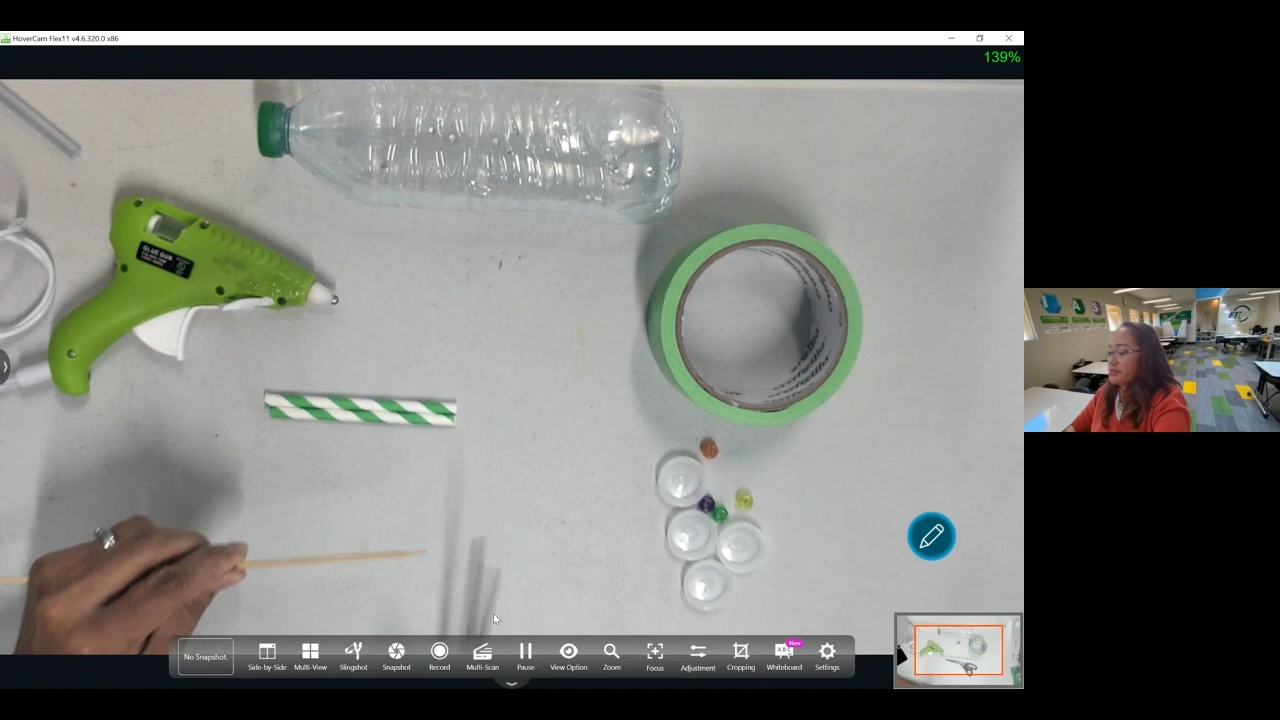 HoverCam Flex11 v4.6.320.0 x86
139%
GLUE GUN
No Snapshot.
Side-by-Side
Multi-View
Slingshot
Snapshot
Record
Multi-Scan
Pause
View Option
Zoom
Focus
Adjustment
Cropping
New
Whiteboard
Settings